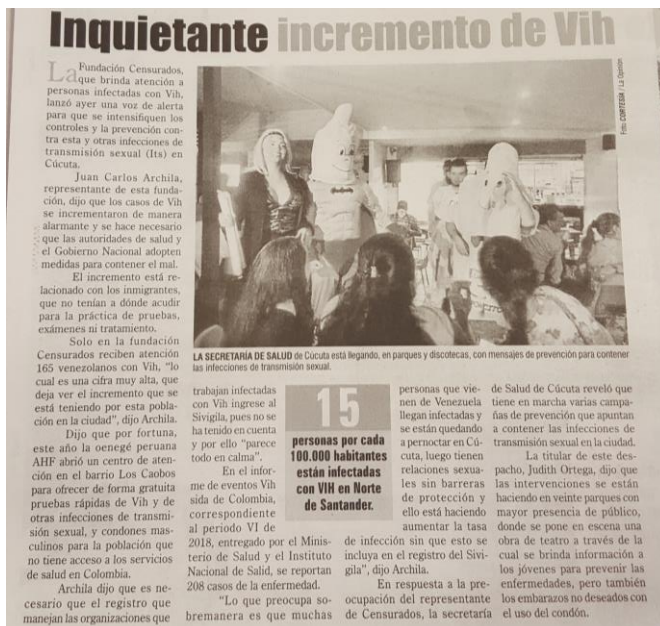 Inquietante incremento de Vih
La Fundación Censurados,
que brinda atención a
personas infectadas con Vih,
lanzó ayer una voz de alerta
para que se intensifiquen los
controles y la prevención con-
tra esta y otras infecciones de
transmisión sexual (Its) en
Cúcuta.
Juan Carlos Archila,
representante de esta funda-
ción, dijo que los casos de Vih
se incrementaron de manera
alarmante y se hace necesario
que las autoridades de salud y
el Gobierno Nacional adopten
medidas para contener el mal.
El incremento está re-
lacionado con los inmigrantes,
que no tenían a dónde acudir
para la práctica de pruebas,
exámenes ni tratamiento.
Solo en la fundación
Censurados reciben atención
165 venezolanos con Vih, “lo
cual es una cifra muy alta, que
deja ver el incremento que se
está teniendo por esta pobla-
ción en la ciudad”, dijo Archila.
Dijo que por fortuna,
este año la oenegé peruana
AHF abrió un centro de aten-
ción en el barrio Los Caobos
para ofrecer de forma gratuita
pruebas rápidas de Vih y de
otras infecciones de transmi-
sión sexual, y condones mas-
culinos para la población que
no tiene acceso a los servicios
de salud en Colombia.
Archila dijo que es ne-
cesario que el registro que
manejan las organizaciones que
Foto CORTESÍA / La Opinión
LA SECRETARÍA DE SALUD de Cúcuta está llegando, en parques y discotecas, con mensajes de prevención para contener
las infecciones de transmisión sexual.
trabajan infectadas
con Vih ingrese al
Sivigila, pues no se
ha tenido en cuenta
y por ello “parece
todo en calma”.
En el infor-
me de eventos Vih
sida de Colombia,
correspondiente
al periodo VI de
2018, entregado por el Minis-
terio de Salud y el Instituto
Nacional de Salid, se reportan
208 casos de la enfermedad.
“Lo que preocupa so-
bremanera es que muchas
15
personas por cada
100.000 habitantes
están infectadas
con VIH en Norte
de Santander.
personas que vie-
nen de Venezuela
llegan infectadas y
se están quedando
a pernoctar en Cú-
cuta, luego tienen
relaciones sexua-
les sin barreras
de protección y
ello está haciendo
aumentar la tasa
de infección sin que esto se
incluya en el registro del Sivi-
gila”, dijo Archila.
En respuesta a la pre-
ocupación del representante
de Censurados, la secretaría
de Salud de Cúcuta reveló que
tiene en marcha varias campa-
ñas de prevención que apuntan
a contener las infecciones de
transmisión sexual en la ciudad.
La titular de este des-
pacho, Judith Ortega, dijo que
las intervenciones se están
haciendo en veinte parques con
mayor presencia de público,
donde se pone en escena una
obra de teatro a través de la
cual se brinda información a
los jóvenes para prevenir las
enfermedades, pero también
los embarazos no deseados con
el uso del condón.